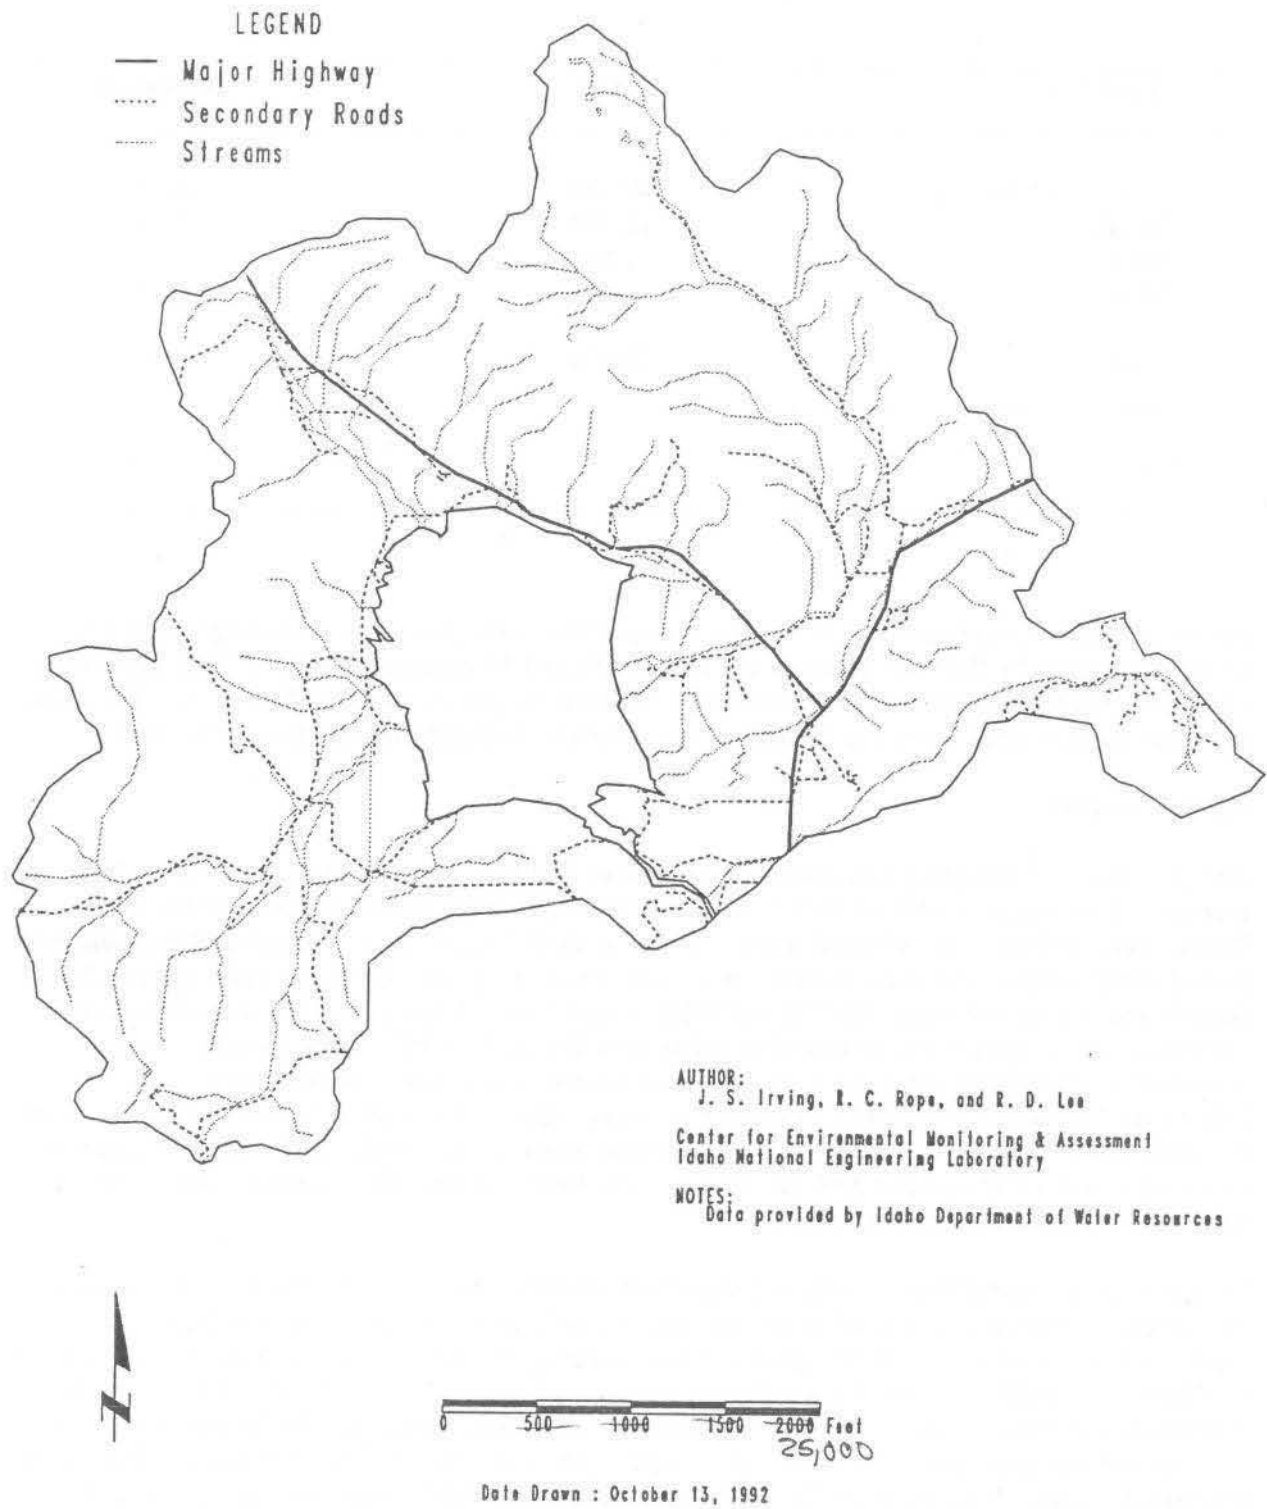 LEGEND
Major Highway
Secondary Roads
Streams
AUTHOR:
J. S. Irving, R. C. Rope, and R. D. Lee
Center for Environmental Monitoring & Assessment
Idaho National Engineering Laboratory
NOTES:
Data provided by Idaho Department of Water Resources
N
0 500 1000 1500 2000 Feet
25,000
Date Drawn : October 13, 1992